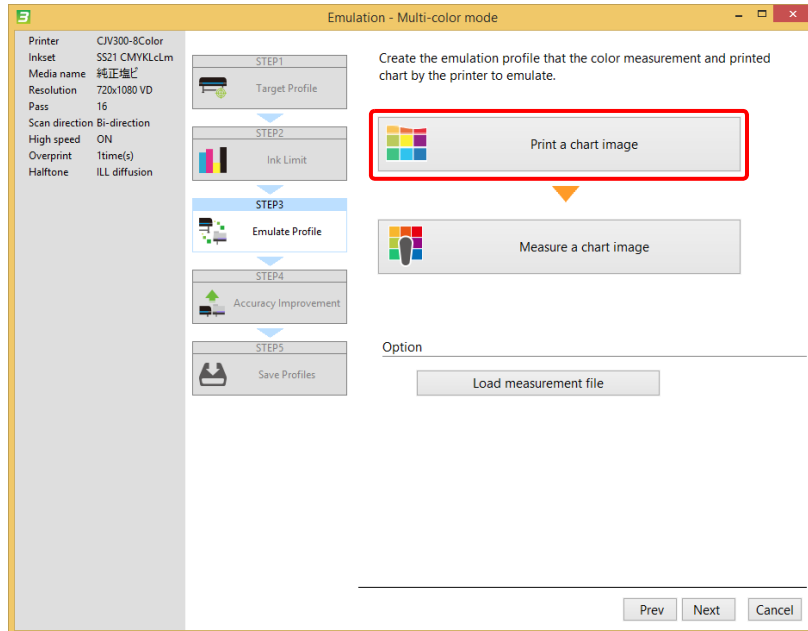 Emulation - Multi-color mode
Printer CJV300-8Color
Inkset SS21 CMYKLcLm
Media name 純正塩ビ
Resolution 720x1080 VD
Pass 16
Scan direction Bi-direction
High speed ON
Overprint 1time(s)
Halftone ILL diffusion
STEP1
Target Profile
STEP2
Ink Limit
STEP3
Emulate Profile
STEP4
Accuracy Improvement
STEP5
Save Profiles
Create the emulation profile that the color measurement and printed
chart by the printer to emulate.
Print a chart image
Measure a chart image
Option
Load measurement file
Prev Next Cancel